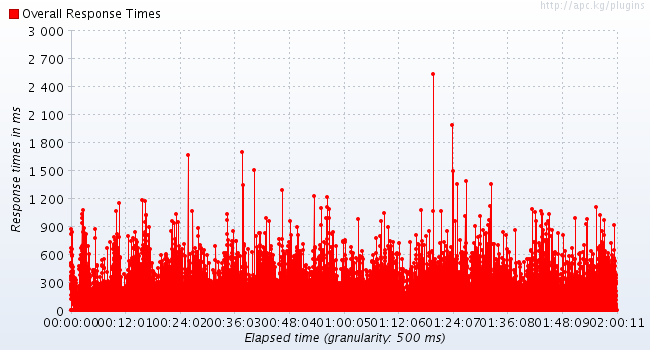 http://apc.kg/plugins
Overall Response Times
3 000
2 700
2 400
2 100
1 800
1 500
1 200
900
600
300
0
Response times in ms
00:00:00 00:12:01 00:24:02 00:36:03 00:48:04 01:00:05 01:12:06 01:24:07 01:36:08 01:48:09 02:00:11
Elapsed time (granularity: 500 ms)